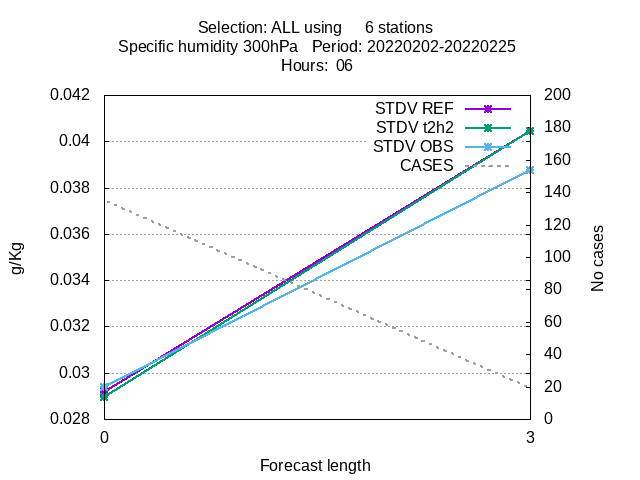 Selection: ALL using 6 stations
Specific humidity 300hPa Period: 20220202-20220225
Hours: 06
0.042
0.04
0.038
0.036
0.034
0.032
0.03
0.028
g/Kg
STDV REF
STDV t2h2
STDV OBS
CASES
200
180
160
140
120
100
80
60
40
20
0
No cases
0
3
Forecast length